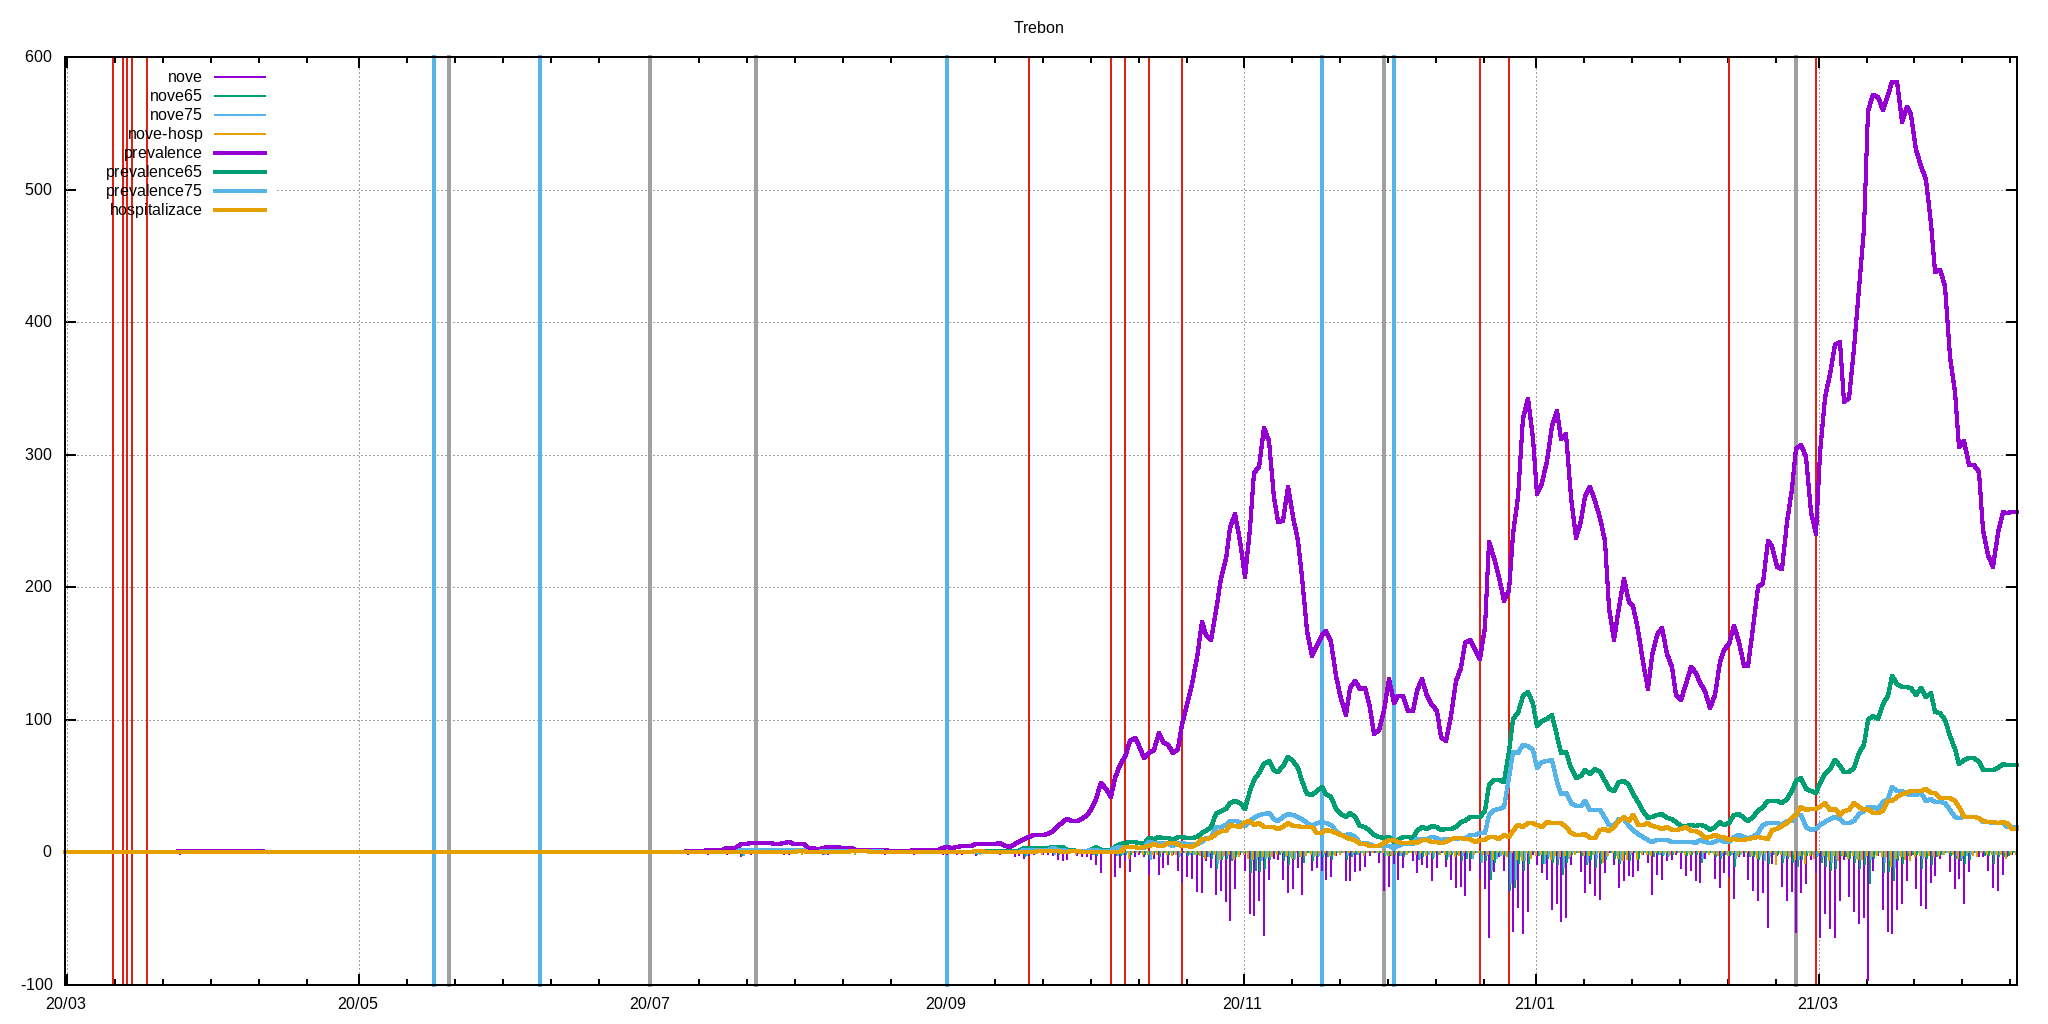 Trebon
600
500
400
300
200
100
0
-100
nove
nove65
nove75
nove-hosp
prevalence
prevalence65
prevalence75
hospitalizace
20/03 20/05 20/07 20/09 20/11 21/01 21/03